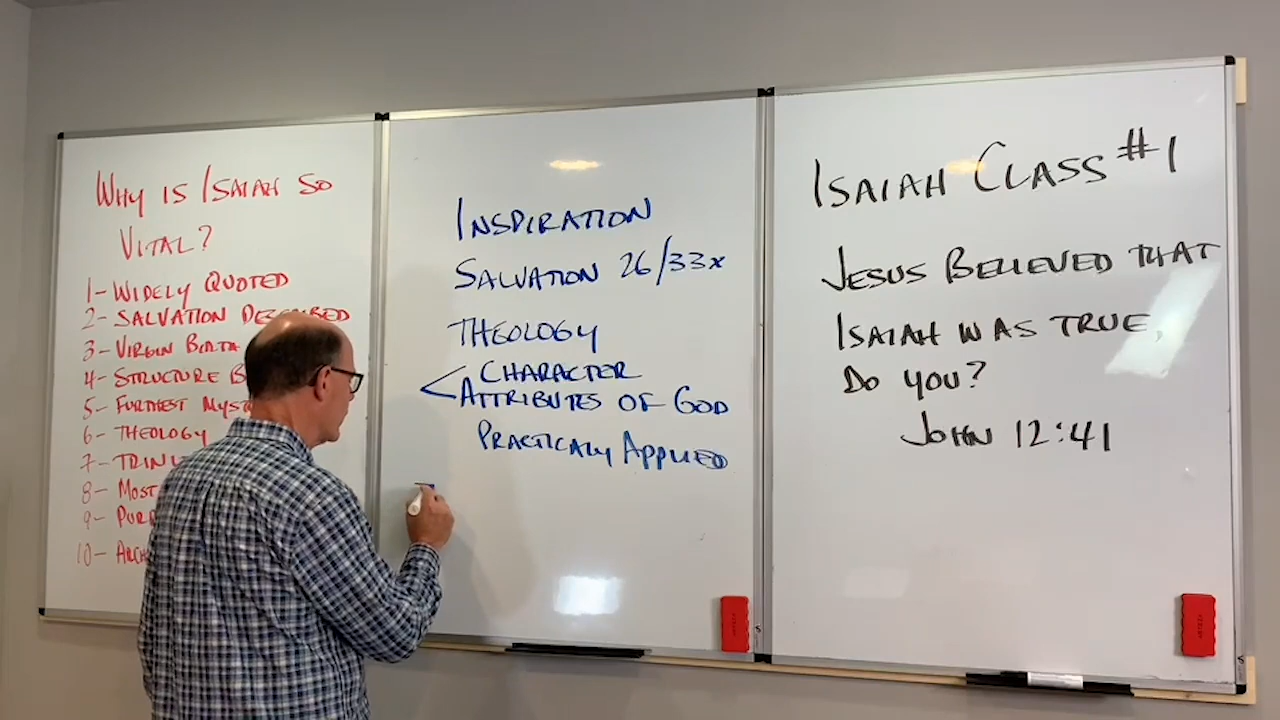 WHY IS ISAIAH SO
VITAL?
1- WIDELY QUOTED
2- SALVATION DESCRIBED
3- VIRGIN BIRTH
4- STRUCTURE
5- FURTHEST
6- THEOLOGY
7-
8- MOST
9-
10-
INSPIRATION
SALVATION 26/33x
THEOLOGY
< CHARACTER
ATTRIBUTES OF GOD
PRACTICALLY APPLIED
ISAIAH CLASS #1
JESUS BELIEVED THAT
ISAIAH WAS TRUE,
DO YOU?
JOHN 12:41